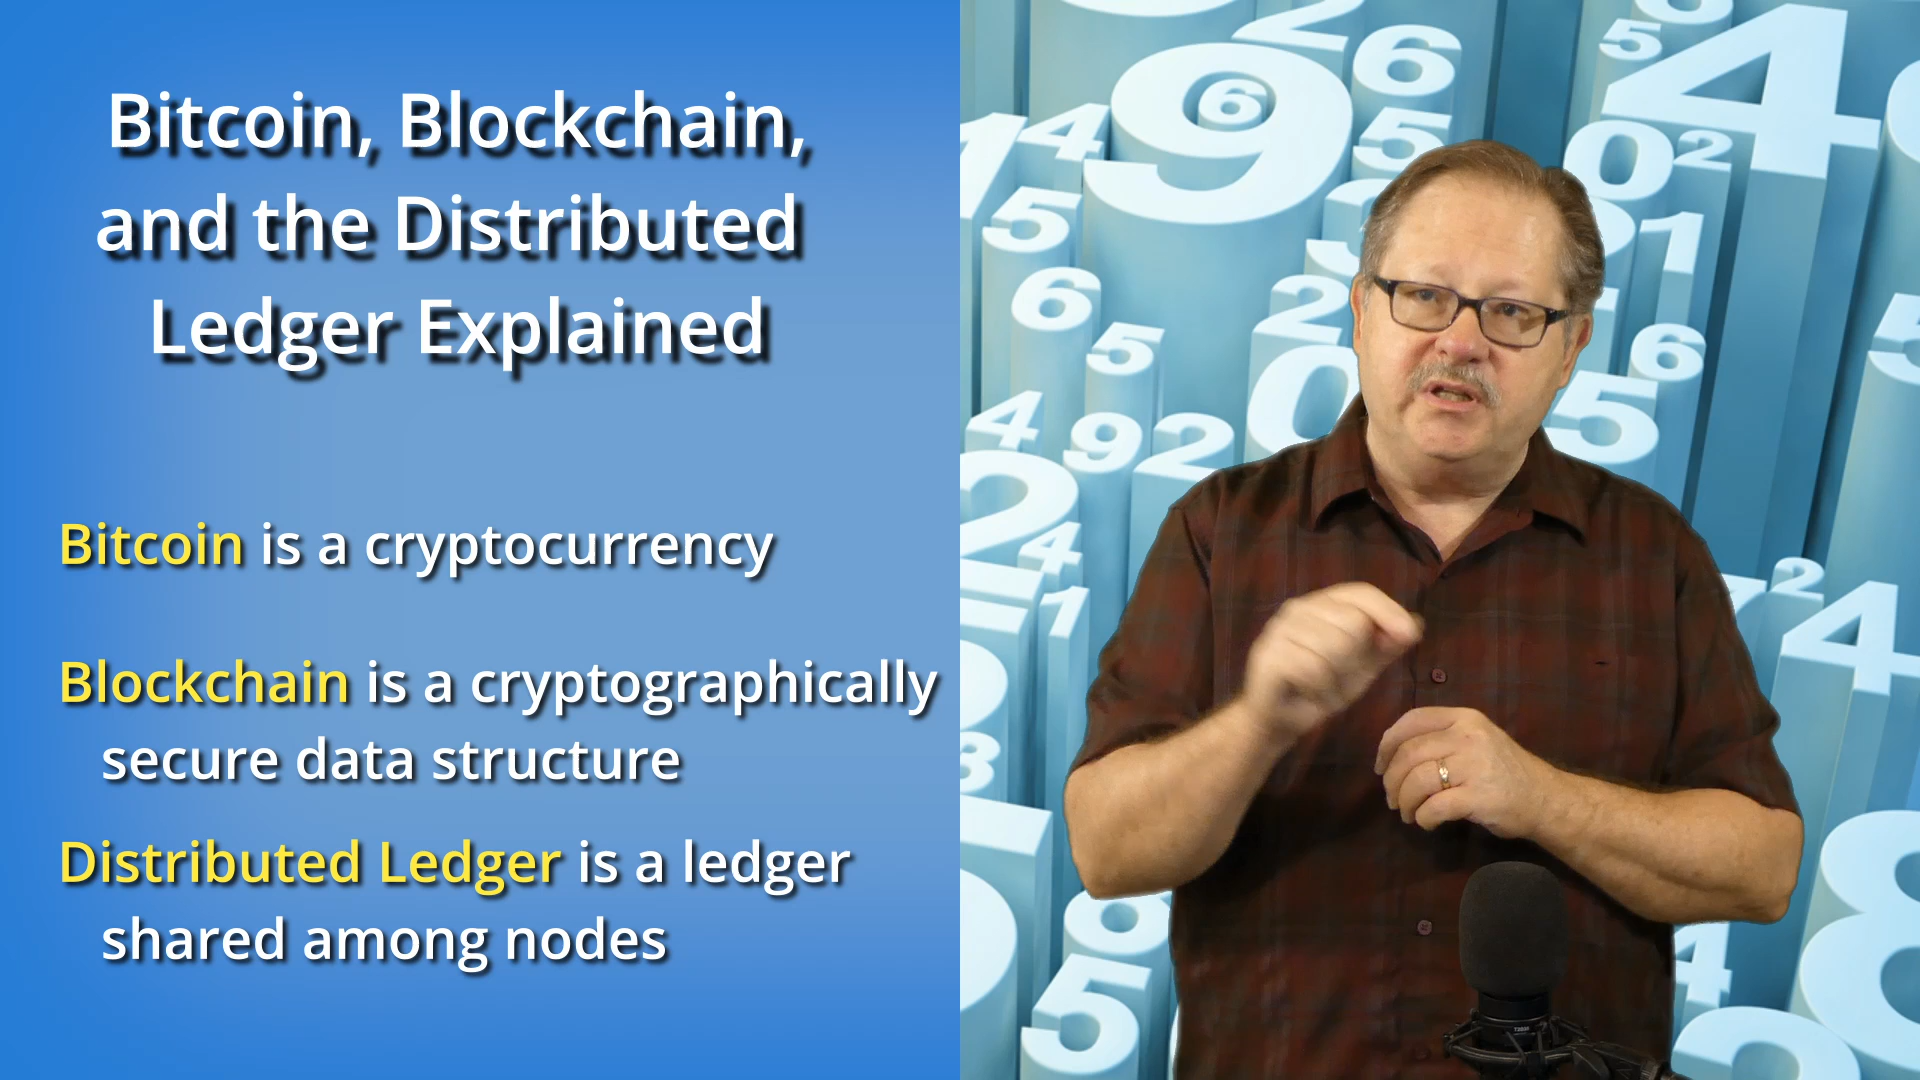 Bitcoin, Blockchain,
and the Distributed
Ledger Explained
Bitcoin is a cryptocurrency
Blockchain is a cryptographically
secure data structure
Distributed Ledger is a ledger
shared among nodes